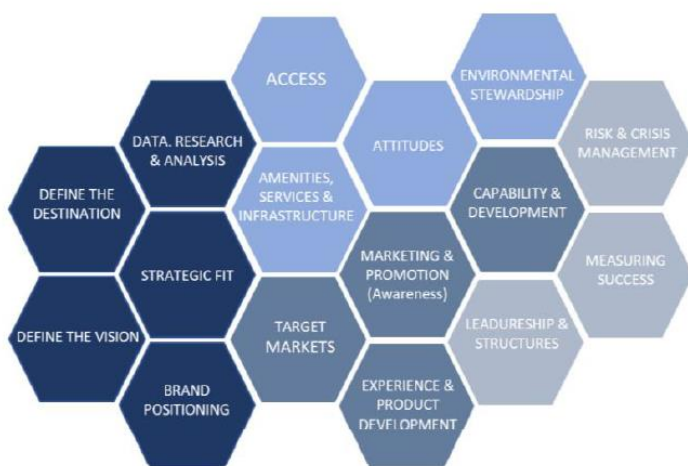 ACCESS
ENVIRONMENTAL
STEWARDSHIP
DATA. RESEARCH
& ANALYSIS
ATTITUDES
RISK & CRISIS
MANAGEMENT
DEFINE THE
DESTINATION
AMENITIES,
SERVICES &
INFRASTRUCTURE
CAPABILITY &
DEVELOPMENT
STRATEGIC FIT
MARKETING &
PROMOTION
(Awareness)
MEASURING
SUCCESS
DEFINE THE VISION
TARGET
MARKETS
LEADURESHIP &
STRUCTURES
BRAND
POSITIONING
EXPERIENCE &
PRODUCT
DEVELOPMENT